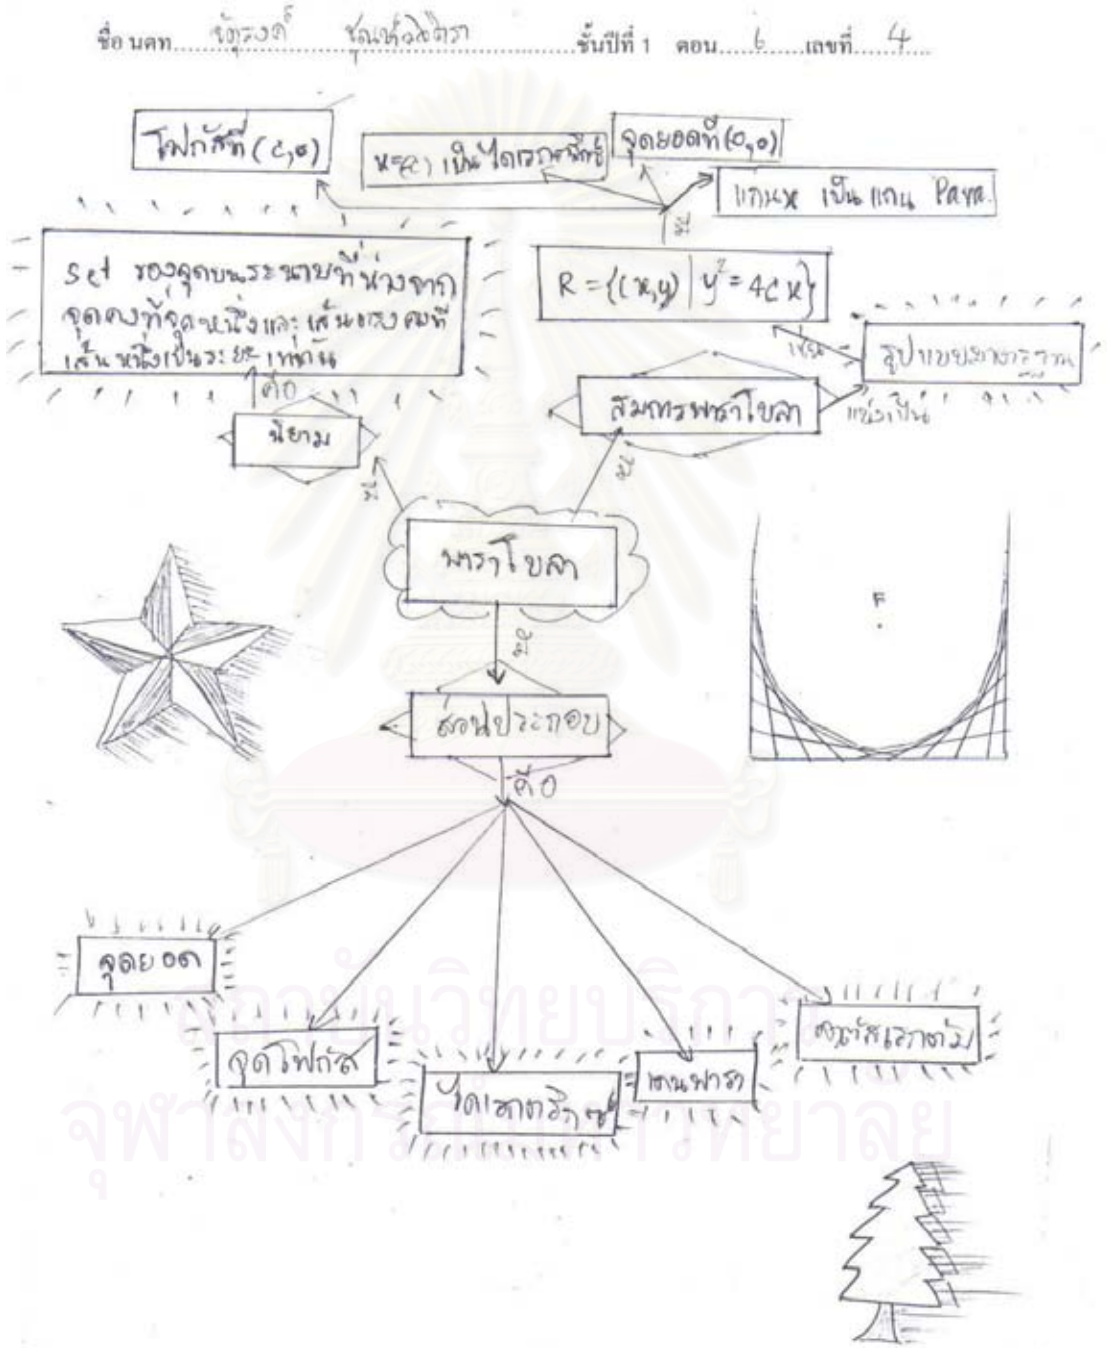 ชื่อ นคท. ชั้นปีที่ 1 ตอน 6 เลขที่ 4
โฟกัสที่ (c,0)
เป็นไดเรกตริกซ์
จุดยอดที่ (0,0)
แกน x เป็นแกน Para.
คือ
Set ของจุดบนระนาบที่ห่างจาก
จุดคงที่จุดหนึ่งและเส้นตรงคงที่
เส้นหนึ่งเป็นระยะเท่ากัน
R = {(x,y) | y² = 4cx}
เช่น
รูปแบบมาตรฐาน
คือ
สมการพาราโบลา
แบ่งเป็น
นิยาม
มี
มี
พาราโบลา
F
มี
ส่วนประกอบ
คือ
จุดยอด
จุดโฟกัส
ไดเรกตริกซ์
แกนพารา
ลาตัสเรกตัม
สถาบันวิทยบริการ
จุฬาลงกรณ์มหาวิทยาลัย